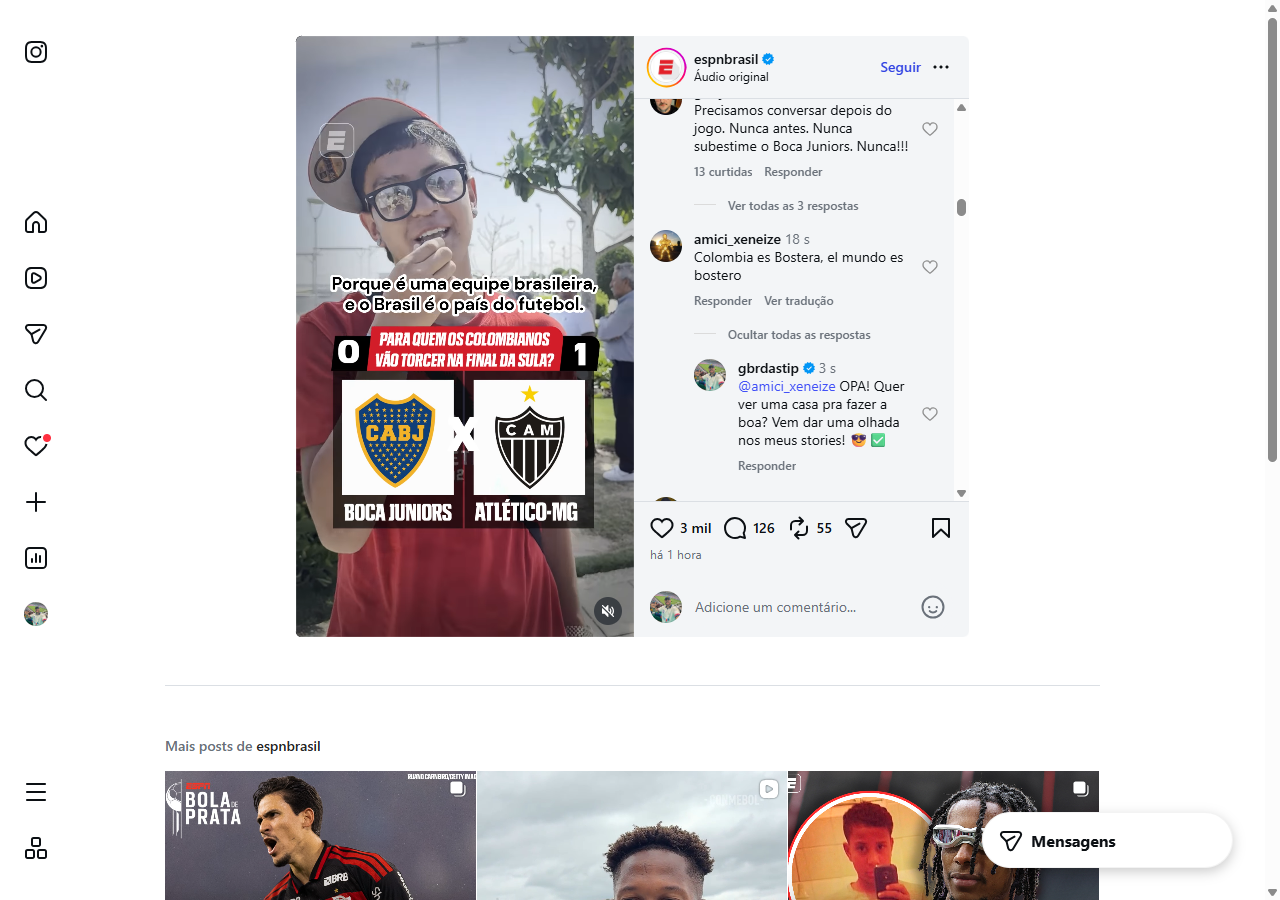 Porque é uma equipe brasileira,
e o Brasil é o país do futebol.
0
PARA QUEM OS COLOMBIANOS
VÃO TORCER NA FINAL DA SULA?
1
CABJ
X
CAM
BOCA JUNIORS
ATLÉTICO-MG
espnbrasil
Áudio original
Seguir
Precisamos conversar depois do
jogo. Nunca antes. Nunca
subestime o Boca Juniors. Nunca!!!
13 curtidas Responder
Ver todas as 3 respostas
amici_xeneize 18 s
Colombia es Bostera, el mundo es
bostero
Responder Ver tradução
Ocultar todas as respostas
gbrdastip 3 s
@amici_xeneize OPA! Quer
ver uma casa pra fazer a
boa? Vem dar uma olhada
nos meus stories! 😎 ✅
Responder
3 mil 126 55
há 1 hora
Adicione um comentário...
Mais posts de espnbrasil
BOLA DE
PRATA
Mensagens